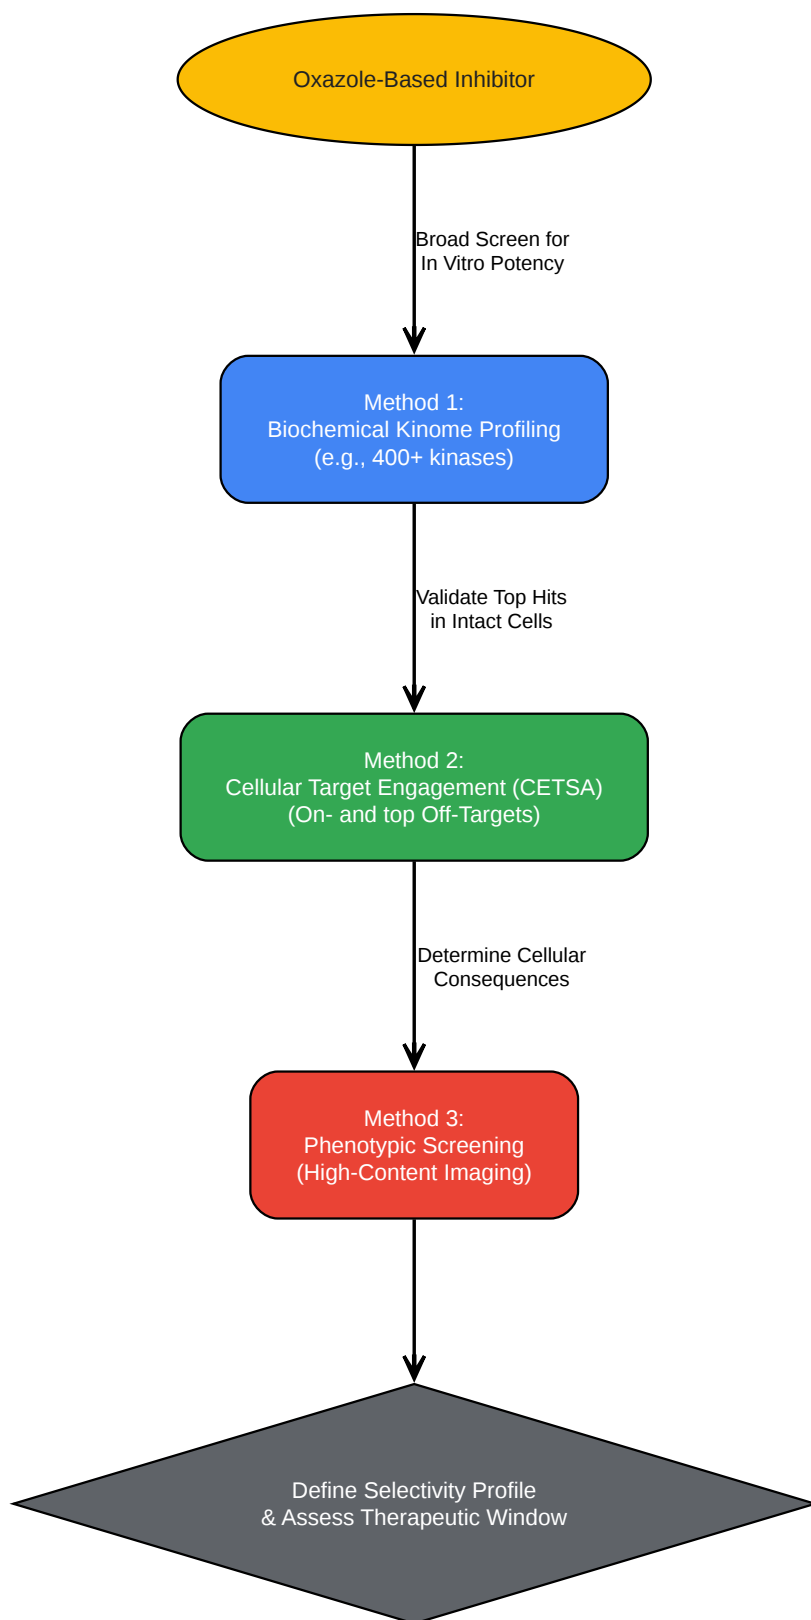 Oxazole-Based Inhibitor
Broad Screen for
In Vitro Potency
Method 1:
Biochemical Kinome Profiling
(e.g., 400+ kinases)
Validate Top Hits
in Intact Cells
Method 2:
Cellular Target Engagement (CETSA)
(On- and top Off-Targets)
Determine Cellular
Consequences
Method 3:
Phenotypic Screening
(High-Content Imaging)
Define Selectivity Profile
& Assess Therapeutic Window